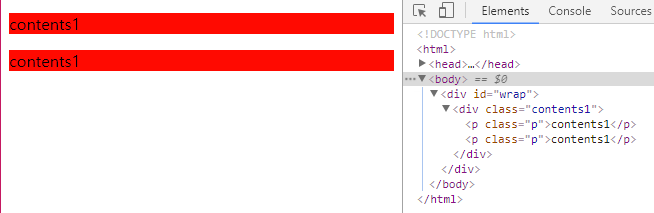 contents1
contents1
Elements Console Sources
<!DOCTYPE html>
<html>
<head>…</head>
<body> == $0
<div id="wrap">
<div class="contents1">
<p class="p">contents1</p>
<p class="p">contents1</p>
</div>
</div>
</body>
</html>